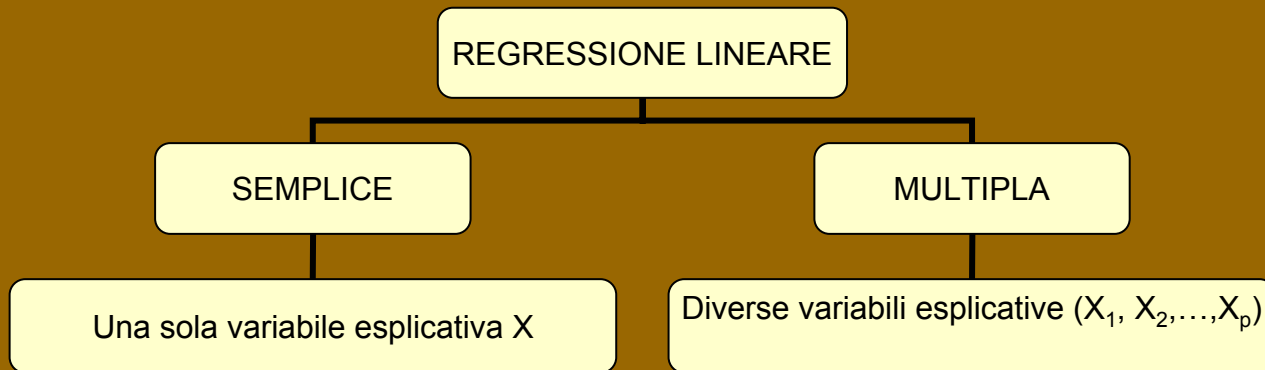 REGRESSIONE LINEARE
SEMPLICE
MULTIPLA
Una sola variabile esplicativa X
Diverse variabili esplicative (X₁, X₂,…,Xₚ)